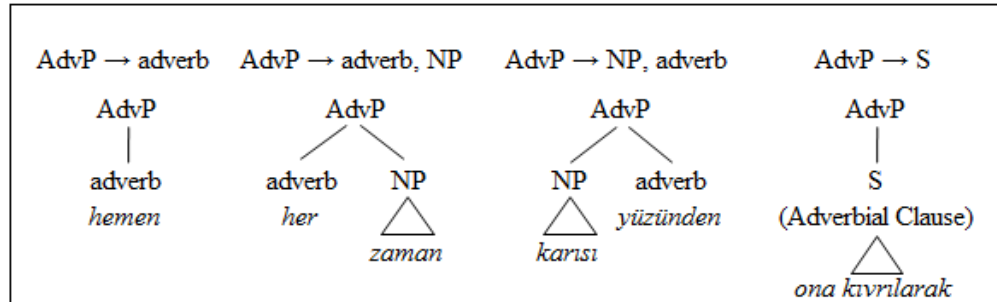 AdvP → adverb AdvP → adverb, NP AdvP → NP, adverb AdvP → S
AdvP AdvP AdvP AdvP
adverb adverb NP NP adverb S
hemen her yüzünden (Adverbial Clause)
zaman karısı
ona kıvrılarak